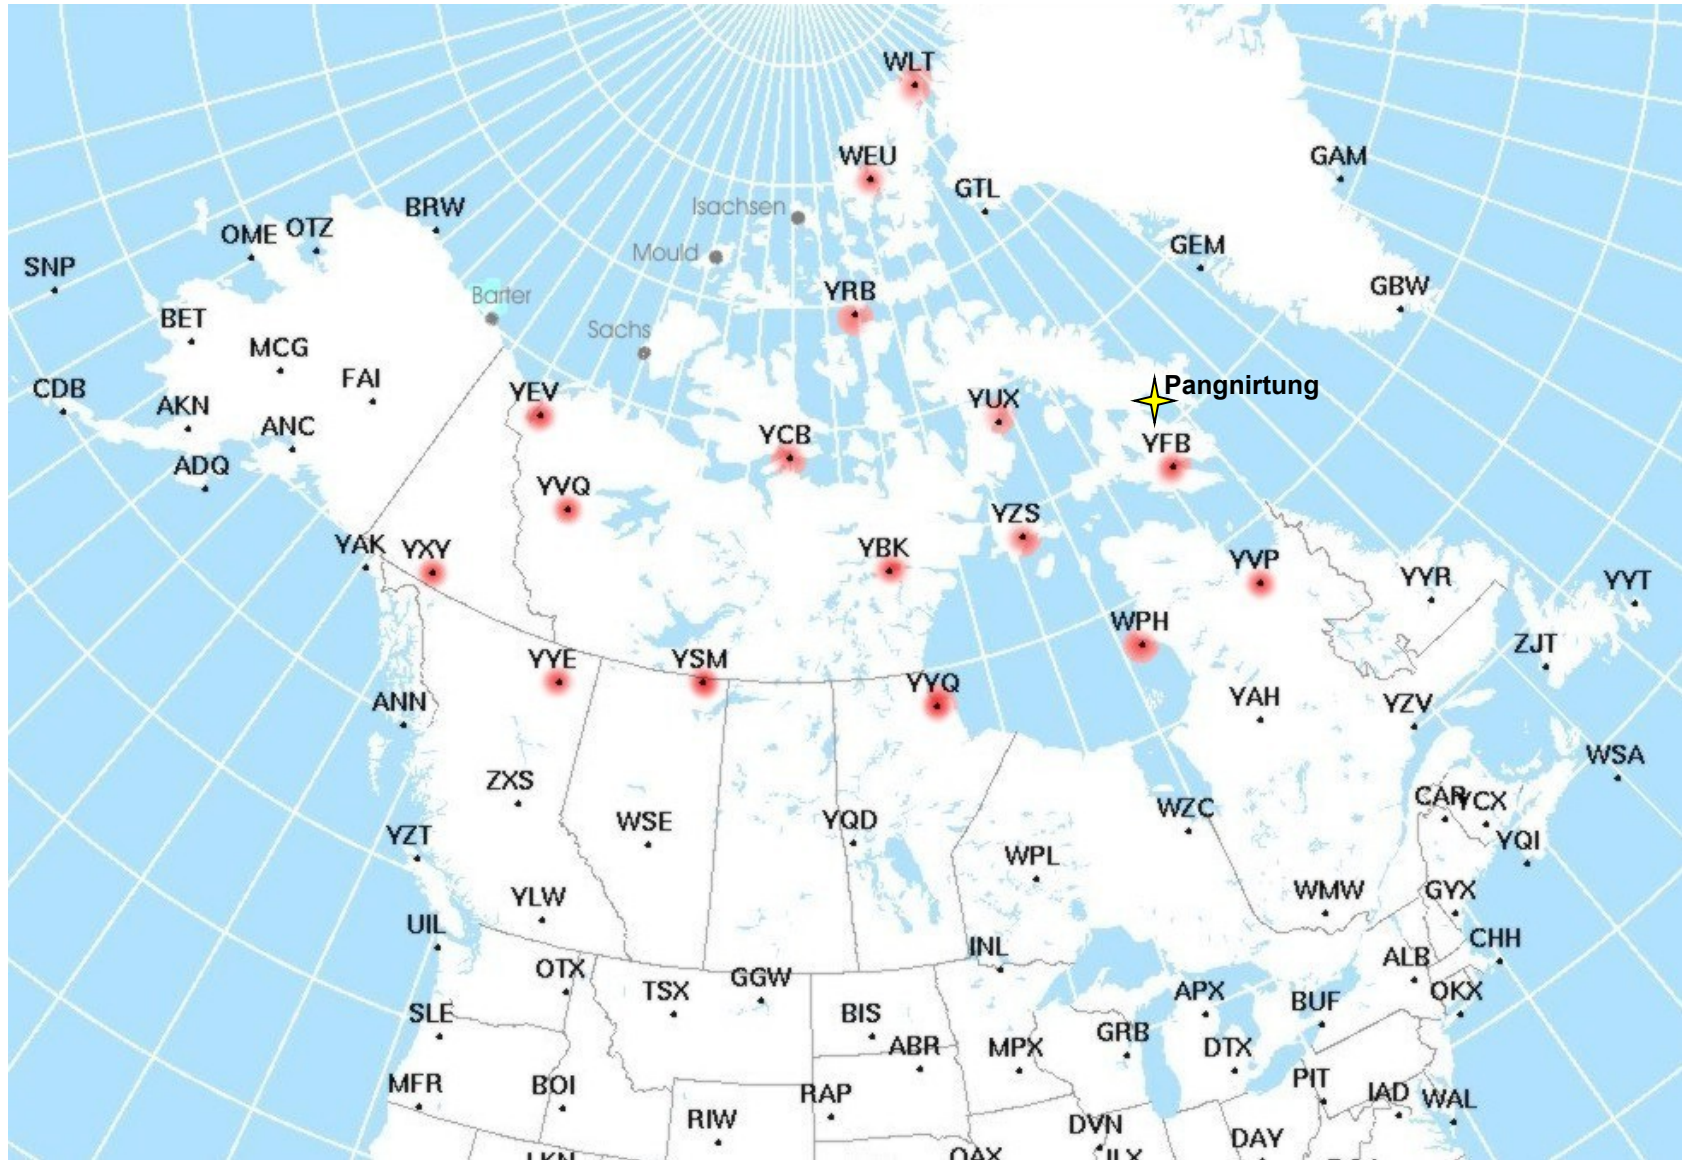 WLT
WEU
GAM
GTL
Isachsen
BRW
OTZ
OME
GEM
Mould
SNP
GBW
YRB
Barter
BET
Sachs
MCG
FAI
CDB
Pangnirtung
YEV
YUX
AKN
ANC
YCB
YFB
ADQ
YVQ
YZS
YAK
YXY
YBK
YVP
YYR
YYT
WPH
ZJT
YYE
YSM
YYQ
ANN
YAH
YZV
WSA
ZXS
CAR
YCX
WZC
WSE
YQD
YZT
YQI
WPL
YLW
WMW
GYX
UIL
CHH
INL
ALB
OTX
GGW
TSX
APX
BUF
OKX
SLE
BIS
GRB
ABR
MPX
DTX
MFR
BOI
PIT
RAP
IAD
WAL
RIW
DVN
DAY
LKN
OAX
ILX